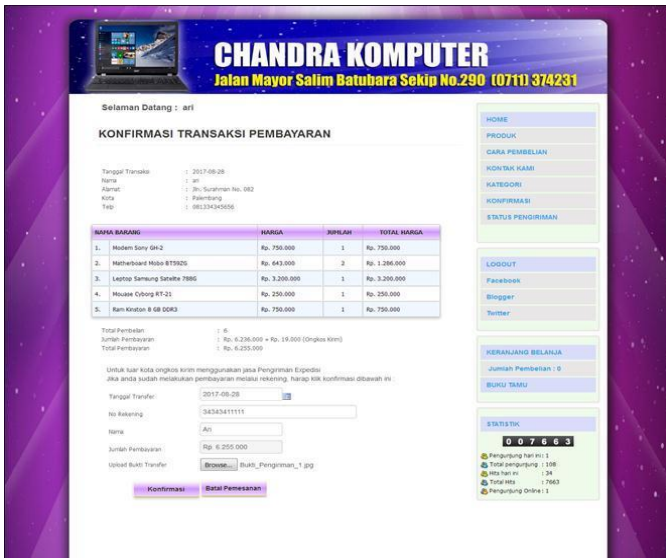 CHANDRA KOMPUTER
Jalan Mayor Salim Batubara Sekip No.290 (0711) 374231
Selaman Datang : ari
KONFIRMASI TRANSAKSI PEMBAYARAN
Tanggal Transaksi : 2017-08-28
Nama : ari
Alamat : Jln. Surahman No. 082
Kota : Palembang
Telp : 081334345656
NAMA BARANG HARGA JUMLAH TOTAL HARGA
1. Modem Sony GH-2 Rp. 750.000 1 Rp. 750.000
2. Matherboard Mobo BT59ZG Rp. 643.000 2 Rp. 1.286.000
3. Leptop Samsung Satelite 798G Rp. 3.200.000 1 Rp. 3.200.000
4. Mouase Cyborg RT-21 Rp. 250.000 1 Rp. 250.000
5. Ram Kinston 8 GB DDR3 Rp. 750.000 1 Rp. 750.000
Total Pembelian : 6
Jumlah Pembayaran : Rp. 6.236.000 + Rp. 19.000 (Ongkos Kirim)
Total Pembayaran : Rp. 6.255.000
Untuk luar kota ongkos kirim menggunakan jasa Pengiriman Expedisi
Jika anda sudah melakukan pembayaran melalui rekening, harap klik konfirmasi dibawah ini :
Tanggal Transfer 2017-08-28
No Rekening 34343411111
Nama Ari
Jumlah Pembayaran Rp 6.255.000
Upload Bukti Transfer Browse... Bukti_Pengiriman_1.jpg
Konfirmasi Batal Pemesanan
HOME
PRODUK
CARA PEMBELIAN
KONTAK KAMI
KATEGORI
KONFIRMASI
STATUS PENGIRIMAN
LOGOUT
Facebook
Blogger
Twitter
KERANJANG BELANJA
Jumlah Pembelian : 0
BUKU TAMU
STATISTIK
007663
Pengunjung hari ini : 1
Total pengunjung : 108
Hits hari ini : 34
Total Hits : 7663
Pengunjung Online : 1